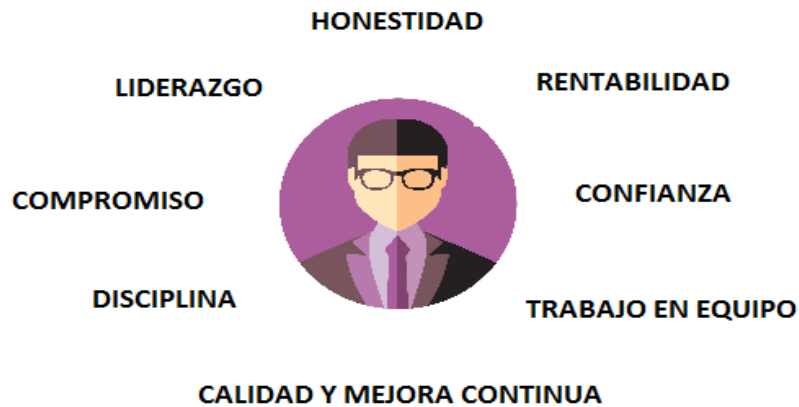 HONESTIDAD
LIDERAZGO
RENTABILIDAD
COMPROMISO
CONFIANZA
DISCIPLINA
TRABAJO EN EQUIPO
CALIDAD Y MEJORA CONTINUA